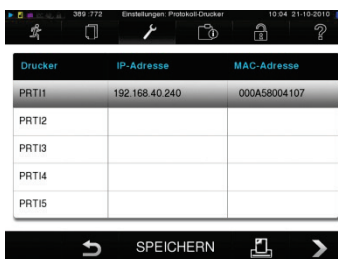 389 :772 Einstellungen: Protokoll-Drucker 10:04 21-10-2010
Drucker IP-Adresse MAC-Adresse
PRTI1 192.168.40.240 000A58004107
PRTI2
PRTI3
PRTI4
PRTI5
SPEICHERN